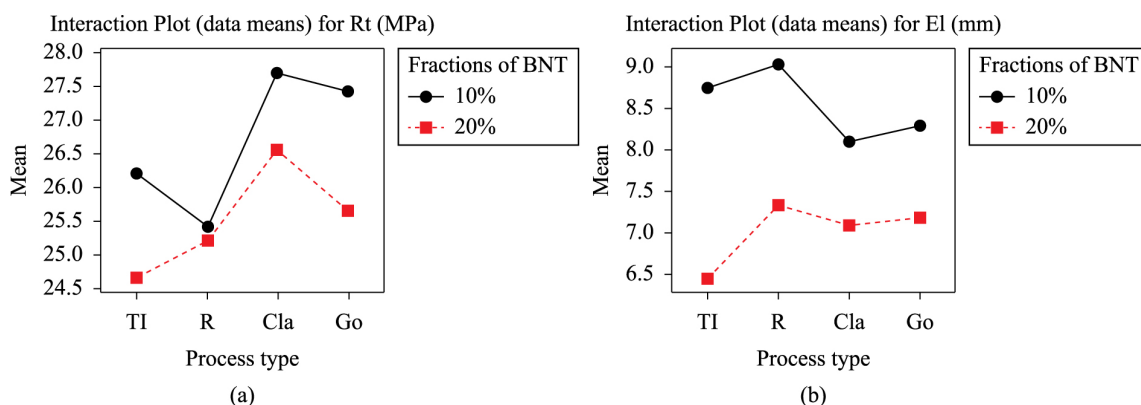 Interaction Plot (data means) for Rt (MPa)
28.0
27.5
27.0
26.5
26.0
25.5
25.0
24.5
Mean
TI R Cla Go
Process type
(a)
Fractions of BNT
10%
20%
Interaction Plot (data means) for El (mm)
9.0
8.5
8.0
7.5
7.0
6.5
Mean
TI R Cla Go
Process type
(b)
Fractions of BNT
10%
20%